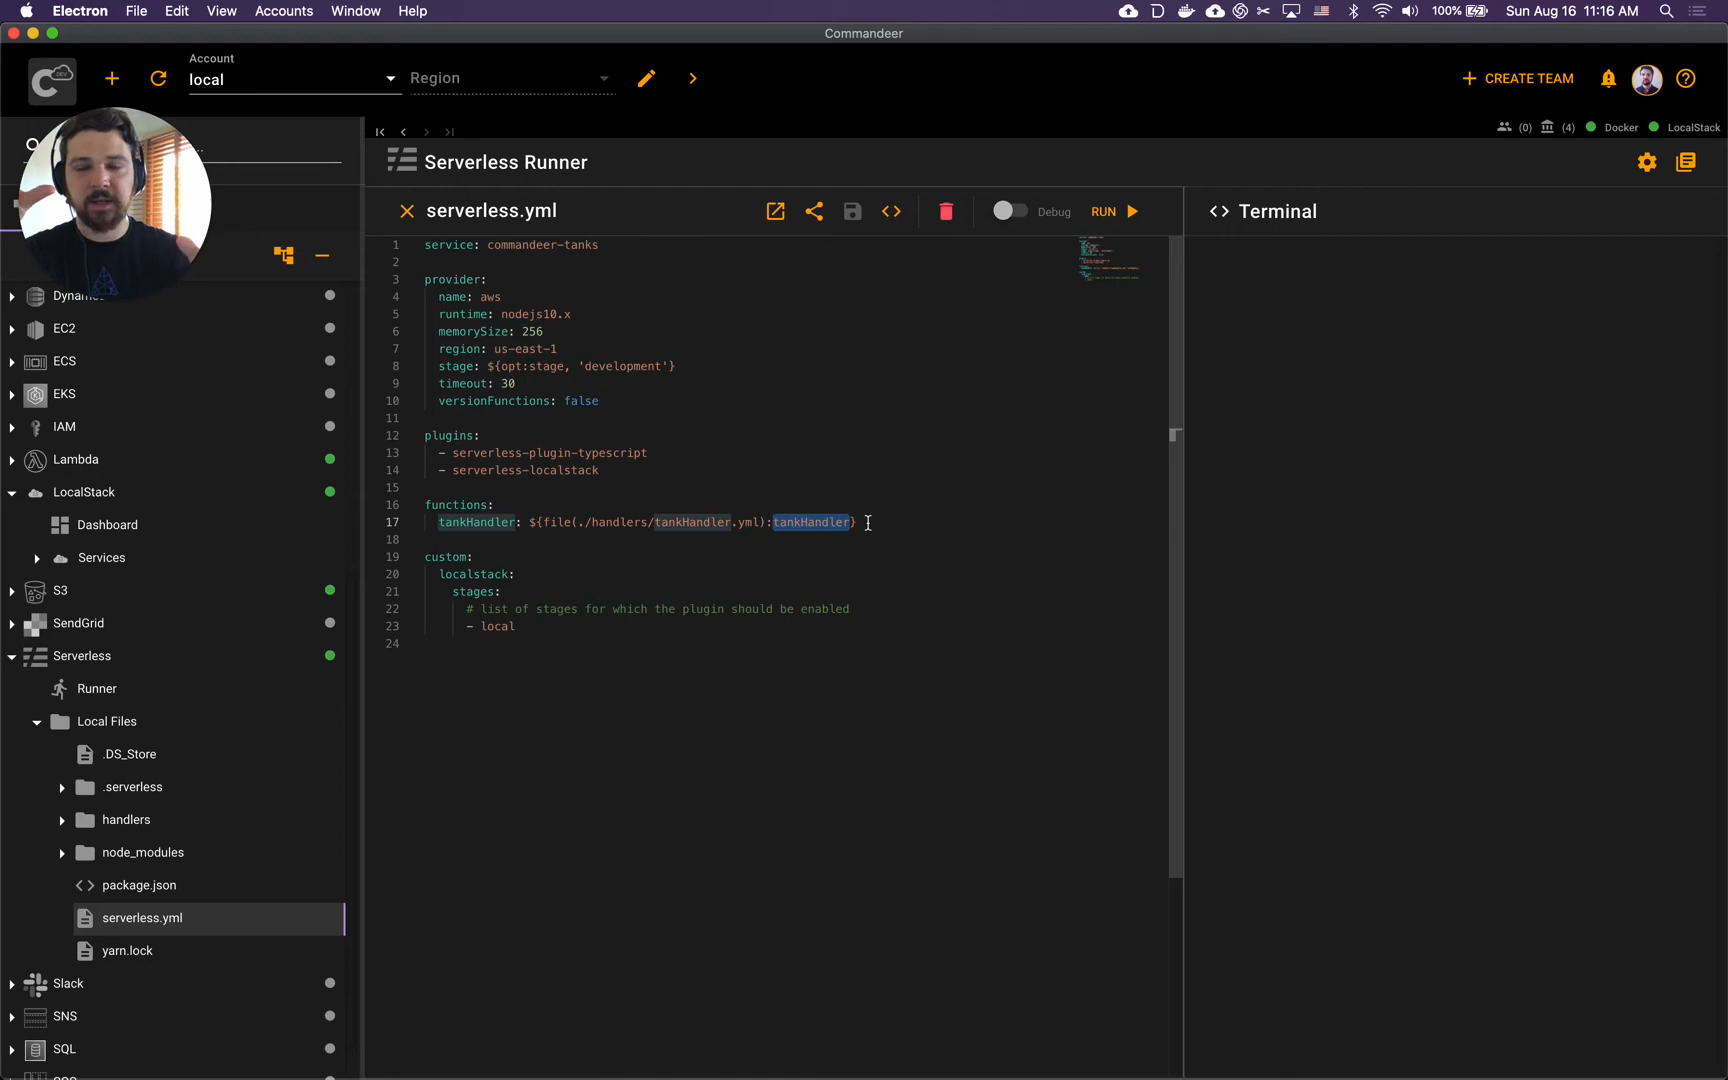 Electron File Edit View Accounts Window Help
100% Sun Aug 16 11:16 AM
Commandeer
DEV
Account
local
Region
CREATE TEAM
(0) (4) Docker LocalStack
Serverless Runner
serverless.yml
Debug
RUN
<> Terminal
1 service: commandeer-tanks
2
3 provider:
4 name: aws
5 runtime: nodejs10.x
6 memorySize: 256
7 region: us-east-1
8 stage: ${opt:stage, 'development'}
9 timeout: 30
10 versionFunctions: false
11
12 plugins:
13 - serverless-plugin-typescript
14 - serverless-localstack
15
16 functions:
17 tankHandler: ${file(./handlers/tankHandler.yml):tankHandler}
18
19 custom:
20 localstack:
21 stages:
22 # list of stages for which the plugin should be enabled
23 - local
24
EC2
ECS
EKS
IAM
Lambda
LocalStack
Dashboard
Services
S3
SendGrid
Serverless
Runner
Local Files
.DS_Store
.serverless
handlers
node_modules
package.json
serverless.yml
yarn.lock
Slack
SNS
SQL